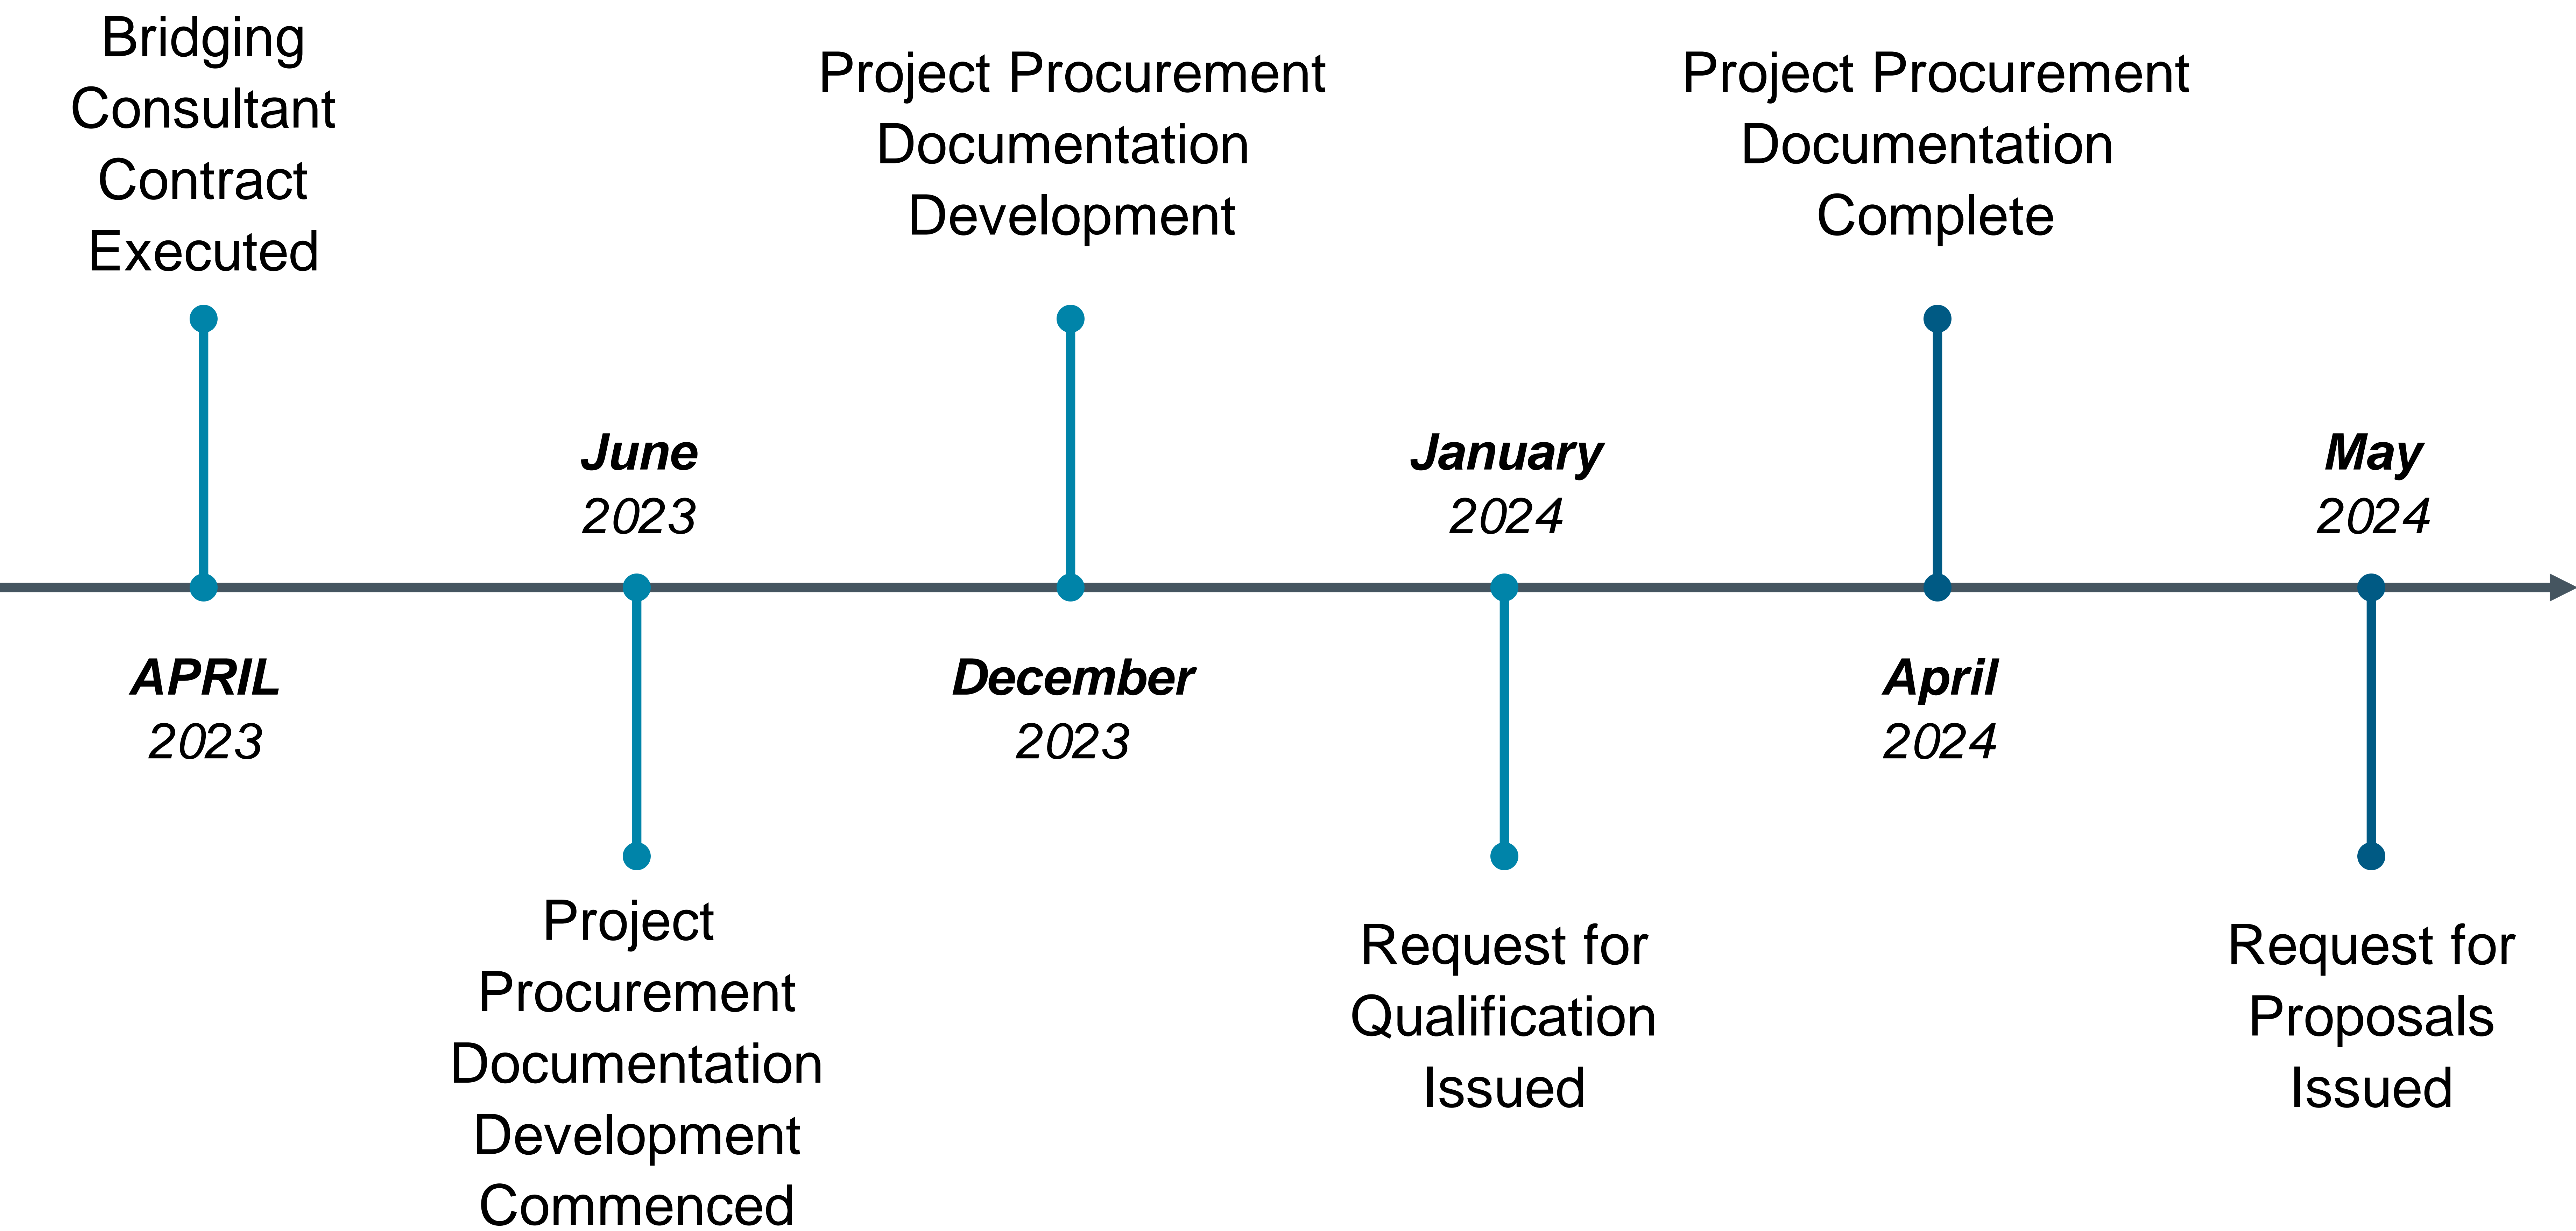 Bridging
Consultant
Contract
Executed
APRIL
2023
June
2023
Project
Procurement
Documentation
Development
Commenced
Project Procurement
Documentation
Development
December
2023
January
2024
Request for
Qualification
Issued
Project Procurement
Documentation
Complete
April
2024
May
2024
Request for
Proposals
Issued